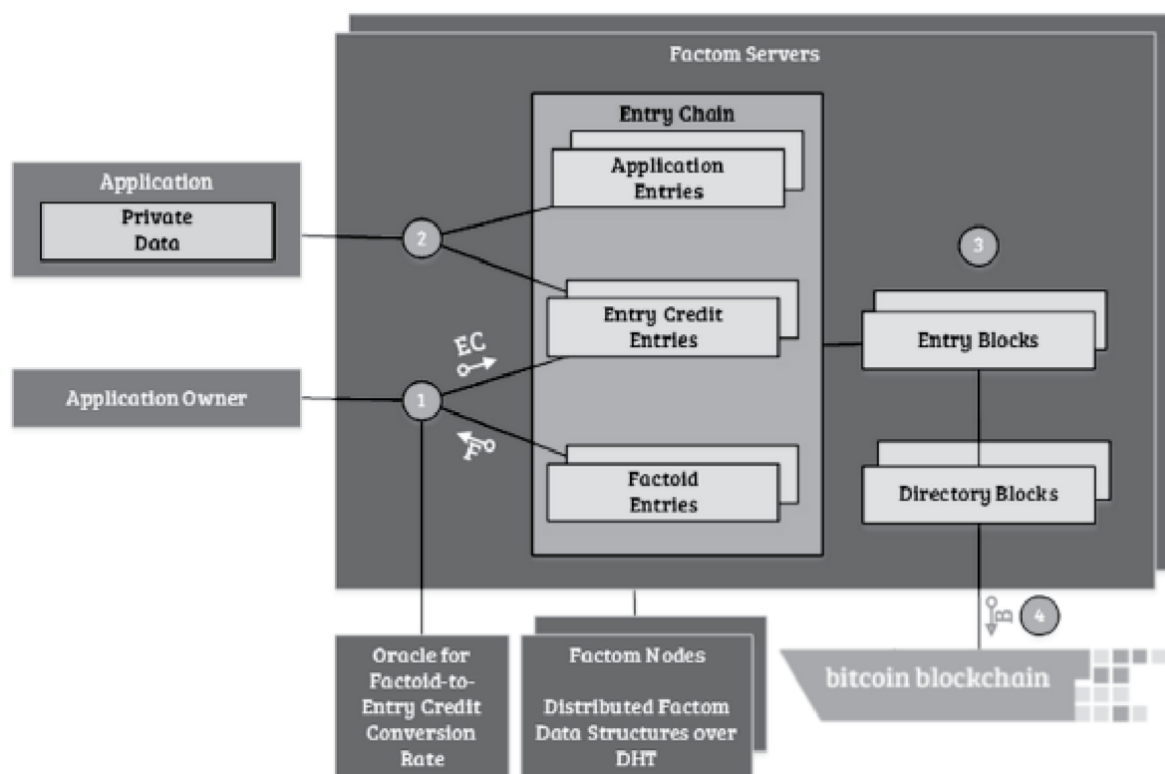 Factom Servers
Entry Chain
Application
Entries
Application
Private
Data
2
3
Entry Credit
Entries
Entry Blocks
EC
Application Owner
1
F
Factoid
Entries
Directory Blocks
B
4
Oracle for
Factoid-to-
Entry Credit
Conversion
Rate
Factom Nodes
Distributed Factom
Data Structures over
DHT
bitcoin blockchain